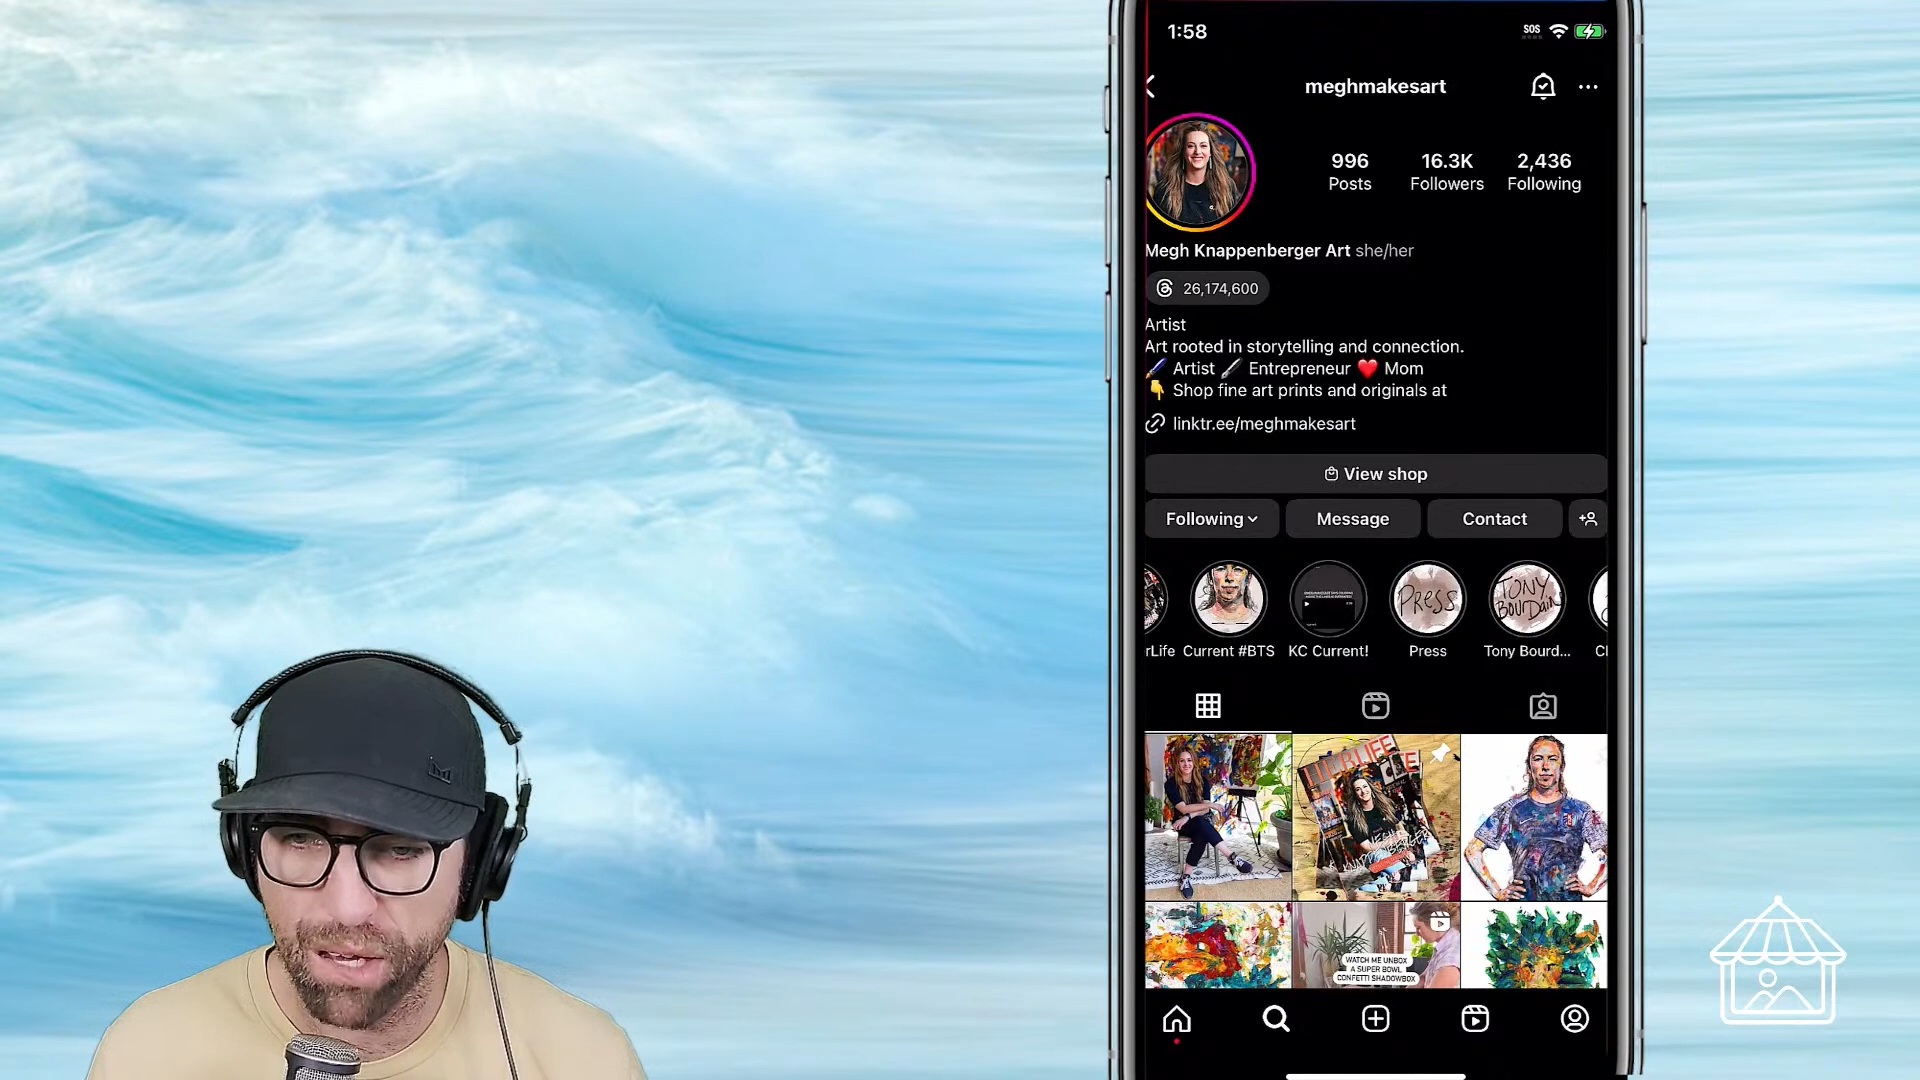 1:58
SOS
meghmakesart
996
Posts
16.3K
Followers
2,436
Following
Megh Knappenberger Art she/her
26,174,600
Artist
Art rooted in storytelling and connection.
🖌️ Artist 🖋️ Entrepreneur ❤️ Mom
👇 Shop fine art prints and originals at
linktr.ee/meghmakesart
View shop
Following
Message
Contact
PRESS
TONY
BOURDAIN
rLife
Current #BTS
KC Current!
Press
Tony Bourd...
MEGH
KNAPPENBERGER
WATCH ME UNBOX
A SUPER BOWL
CONFETTI SHADOWBOX